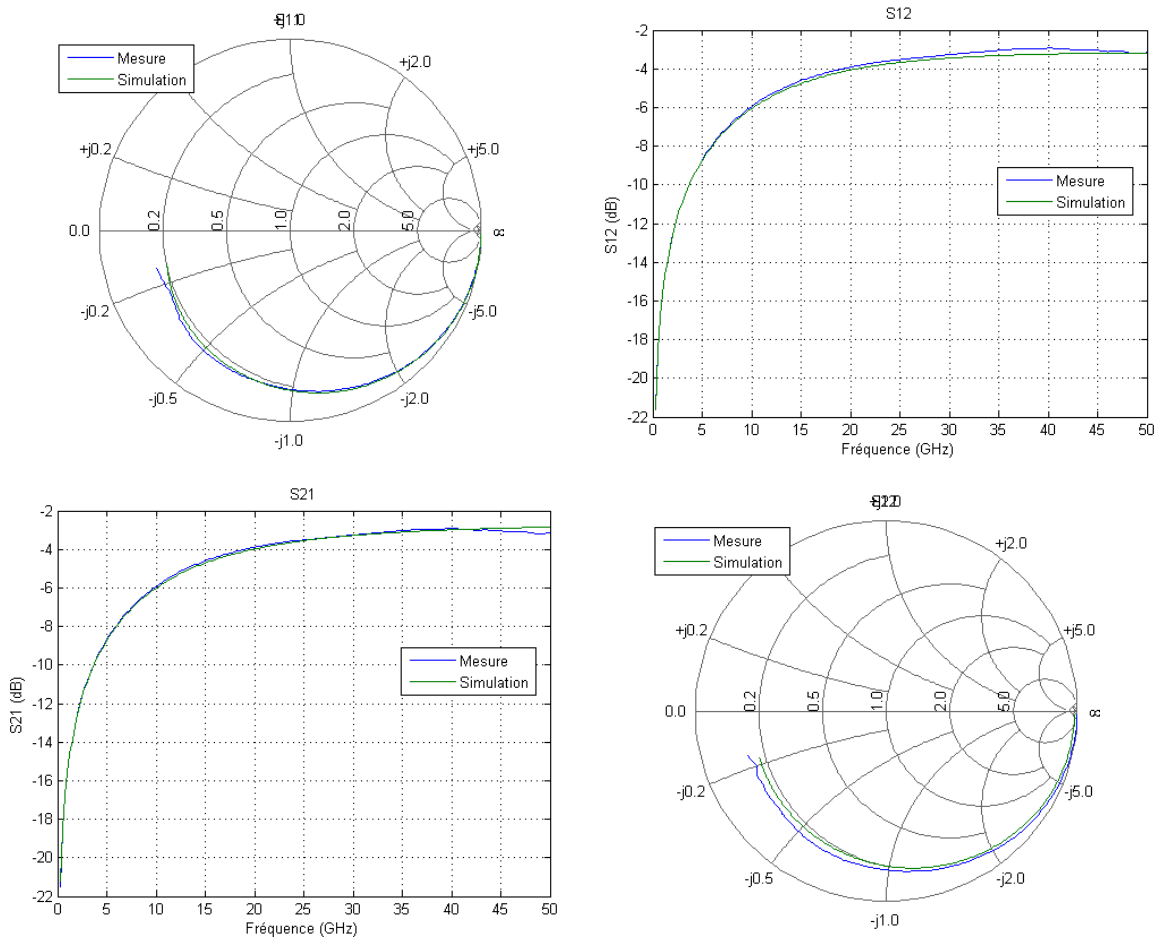 Mesure
Simulation
+j2.0
+j0.2
+j5.0
0.0
0.2
0.5
1.0
2.0
5.0
∞
-j0.2
-j5.0
-j0.5
-j2.0
-j1.0
S12
-2
-4
-6
-8
-10
-12
-14
-16
-18
-20
-22
S12 (dB)
Mesure
Simulation
0 5 10 15 20 25 30 35 40 45 50
Fréquence (GHz)
S21
-2
-4
-6
-8
-10
-12
-14
-16
-18
-20
-22
S21 (dB)
Mesure
Simulation
0 5 10 15 20 25 30 35 40 45 50
Fréquence (GHz)
Mesure
Simulation
+j2.0
+j0.2
+j5.0
0.0
0.2
0.5
1.0
2.0
5.0
∞
-j0.2
-j5.0
-j0.5
-j2.0
-j1.0